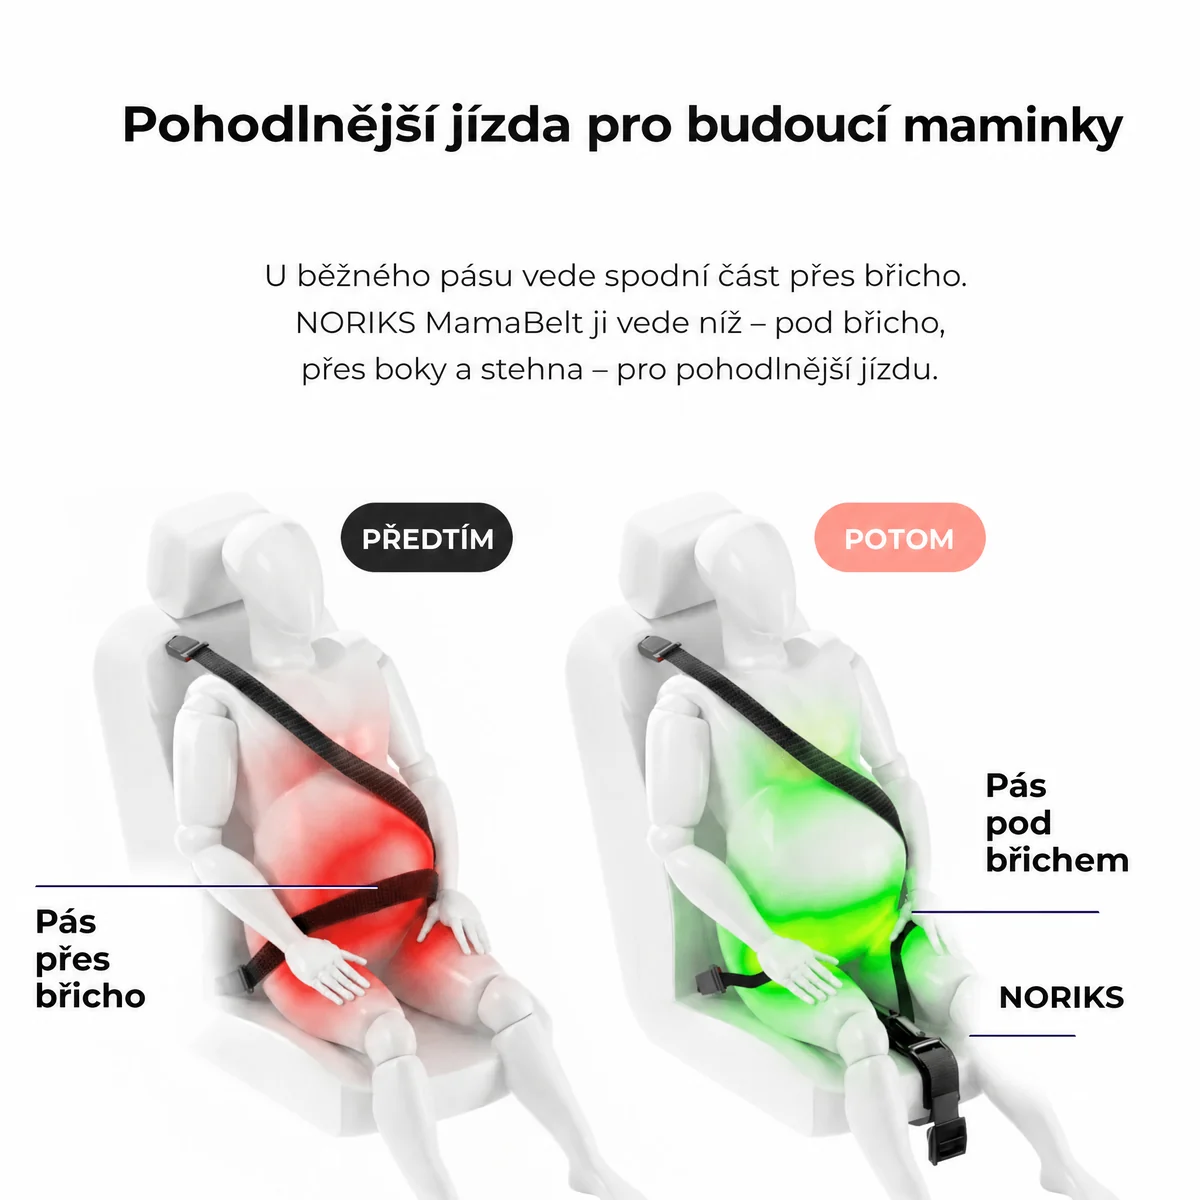 Pohodlnější jízda pro budoucí maminky
U běžného pásu vede spodní část přes břicho.
NORIKS MamaBelt ji vede níž – pod břicho,
přes boky a stehna – pro pohodlnější jízdu.
PŘEDTÍM
POTOM
Pás
přes
břicho
Pás
pod
břichem
NORIKS